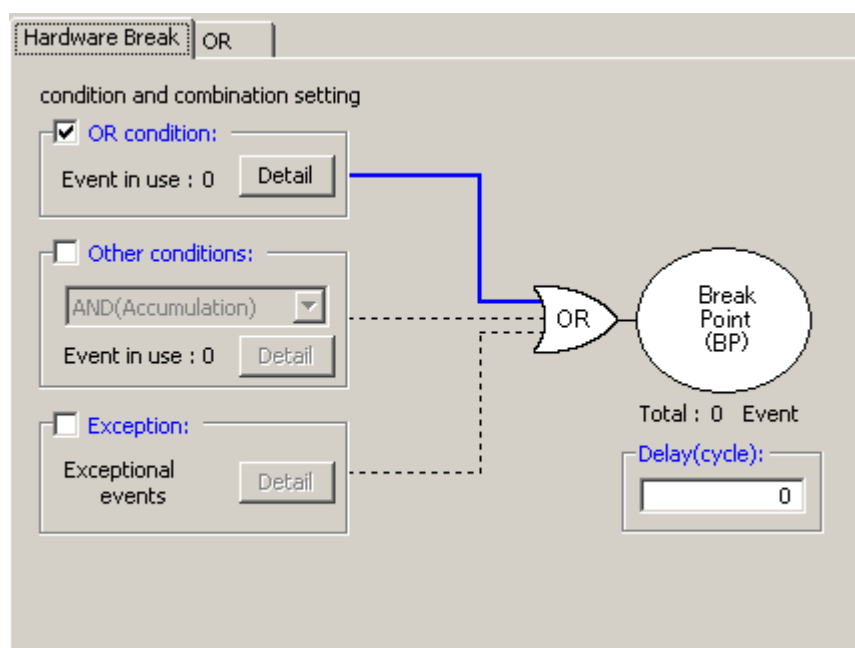 Hardware Break OR
condition and combination setting
OR condition:
Event in use : 0 Detail
Other conditions:
AND(Accumulation)
Event in use : 0 Detail
Exception:
Exceptional
events
Detail
OR
Break
Point
(BP)
Total : 0 Event
Delay(cycle):
0